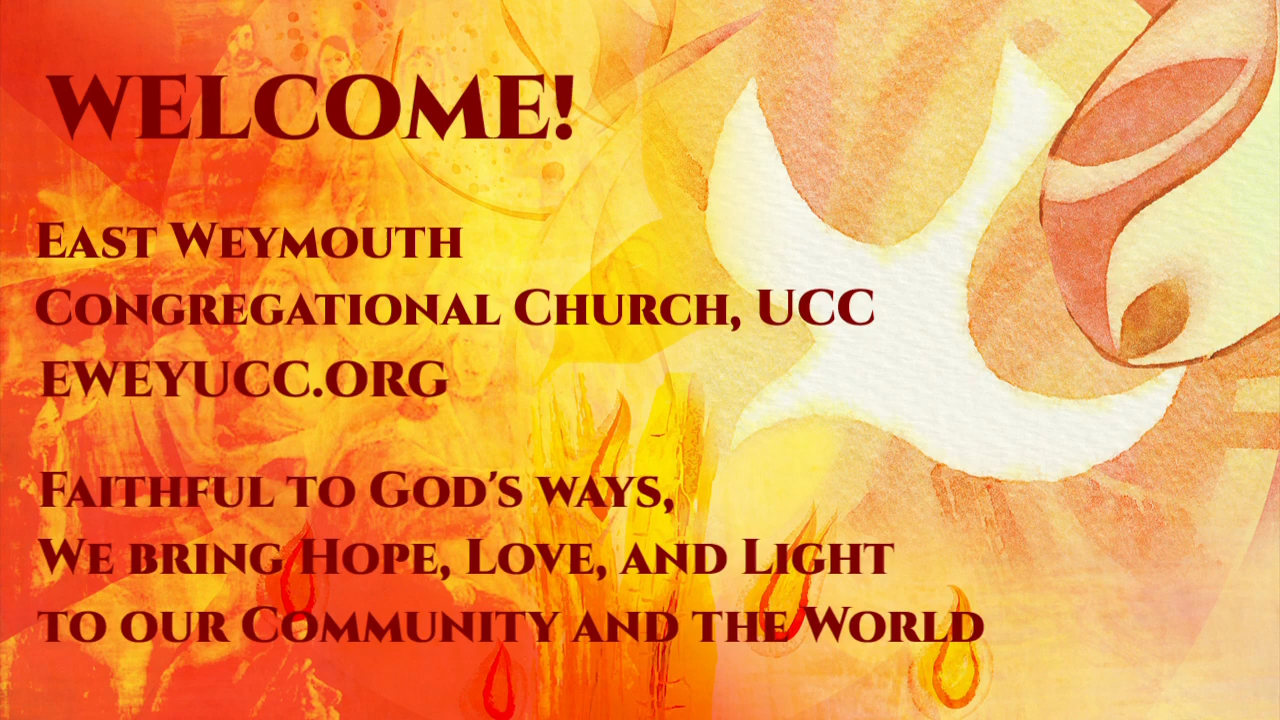 WELCOME!
East Weymouth
Congregational Church, UCC
EWEYUCC.ORG
Faithful to God's ways,
We bring Hope, Love, and Light
to our Community and the World